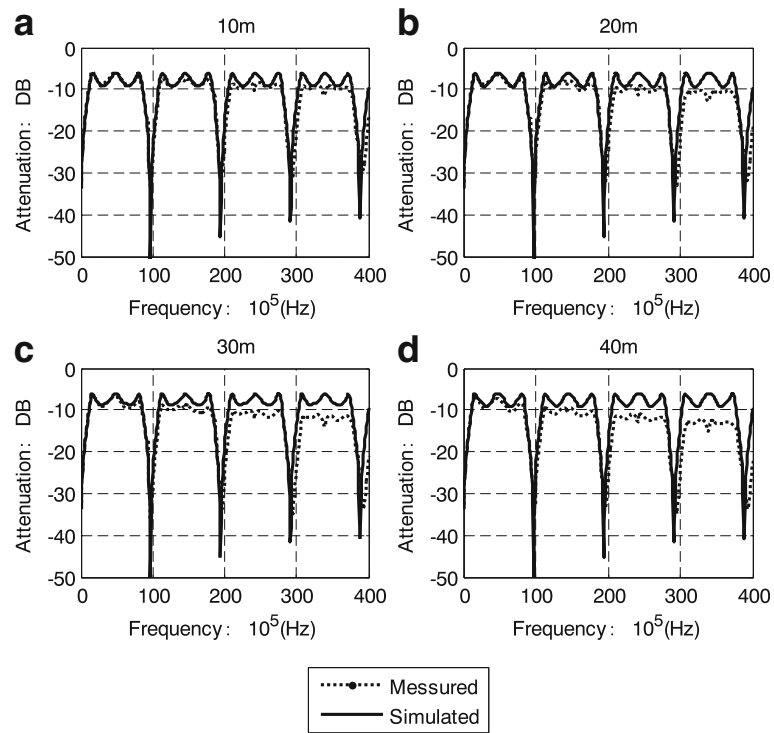 a
10m
0
-10
-20
-30
-40
-50
Attenuation: DB
0 100 200 300 400
Frequency: 10^5(Hz)
b
20m
0
-10
-20
-30
-40
-50
Attenuation: DB
0 100 200 300 400
Frequency: 10^5(Hz)
c
30m
0
-10
-20
-30
-40
-50
Attenuation: DB
0 100 200 300 400
Frequency: 10^5(Hz)
d
40m
0
-10
-20
-30
-40
-50
Attenuation: DB
0 100 200 300 400
Frequency: 10^5(Hz)
Messured
Simulated